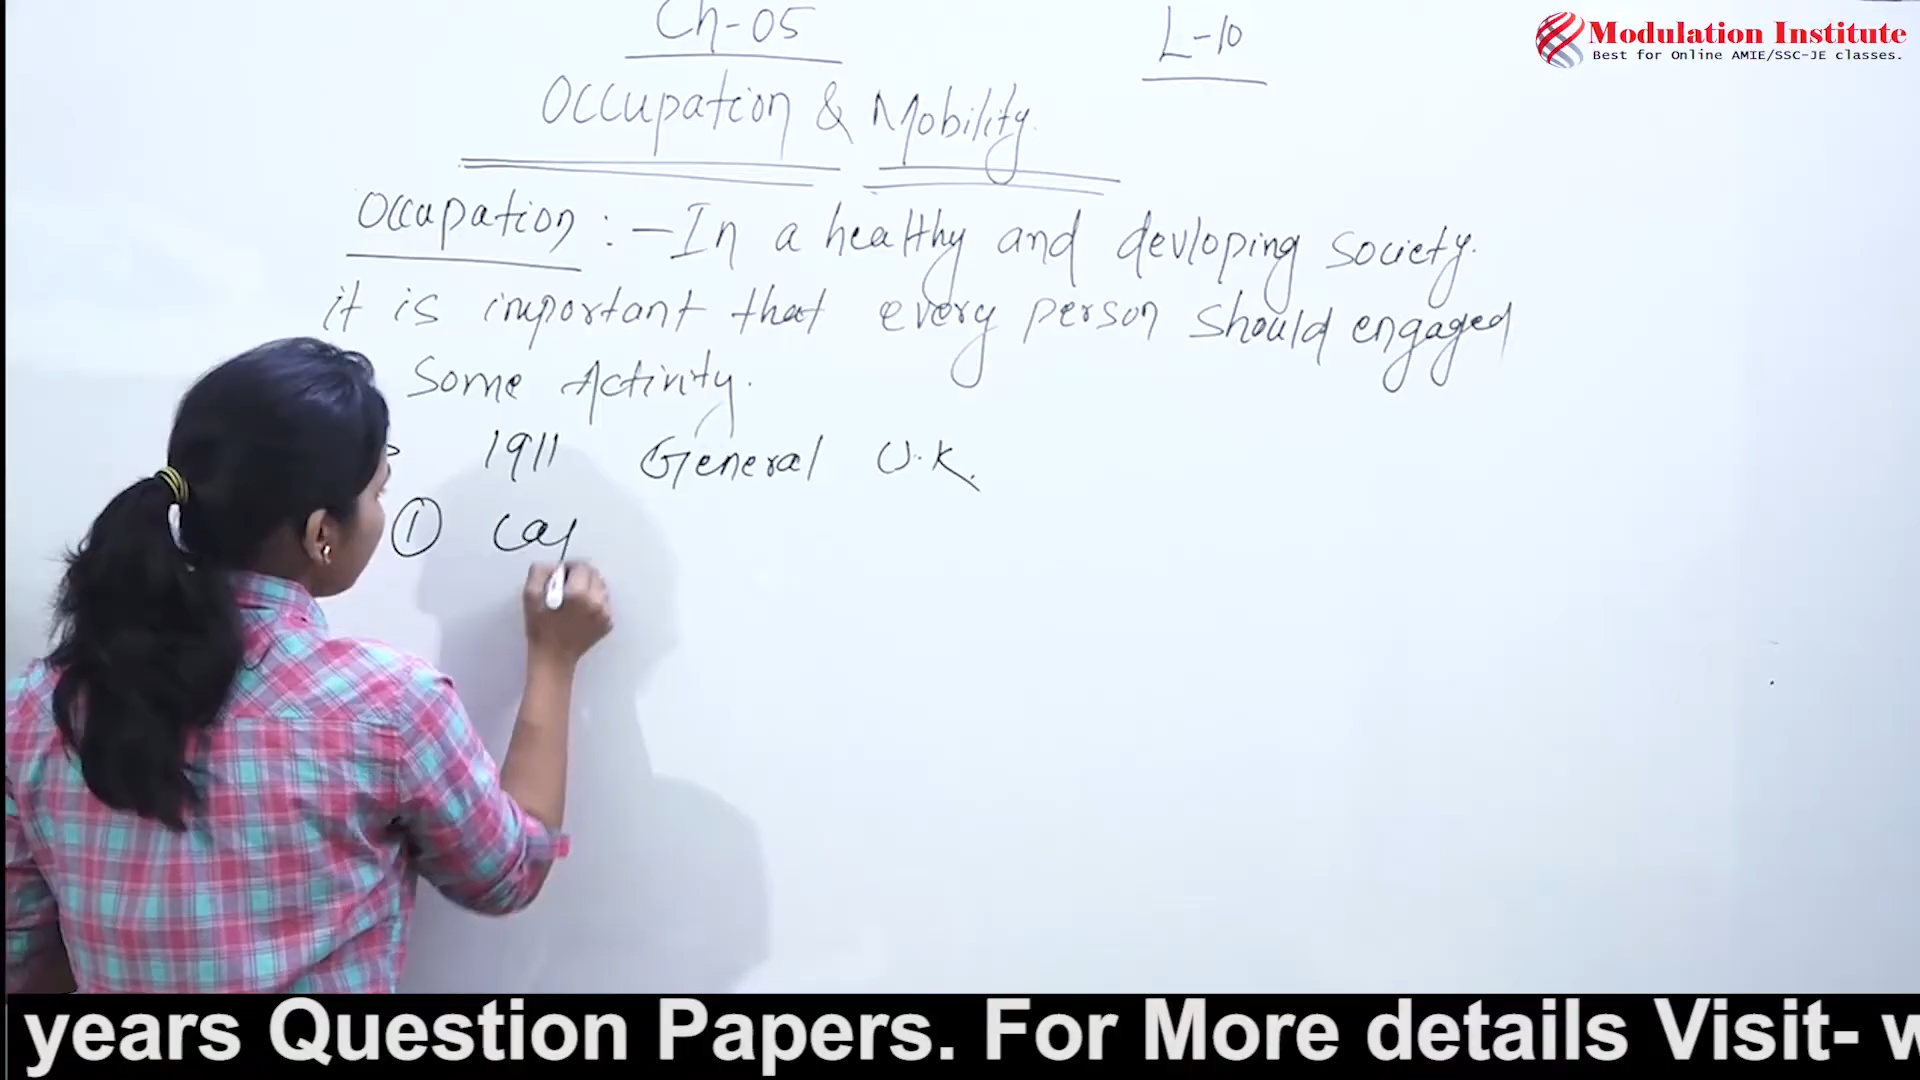 Ch-05
L-10
Modulation Institute
Best for Online AMIE/SSC-JE classes.
Occupation & Mobility.
Occupation :- In a healthy and devloping society.
it is important that every person should engaged
Some Activity.
1911 General U.K.
① Cay
years Question Papers. For More details Visit- w